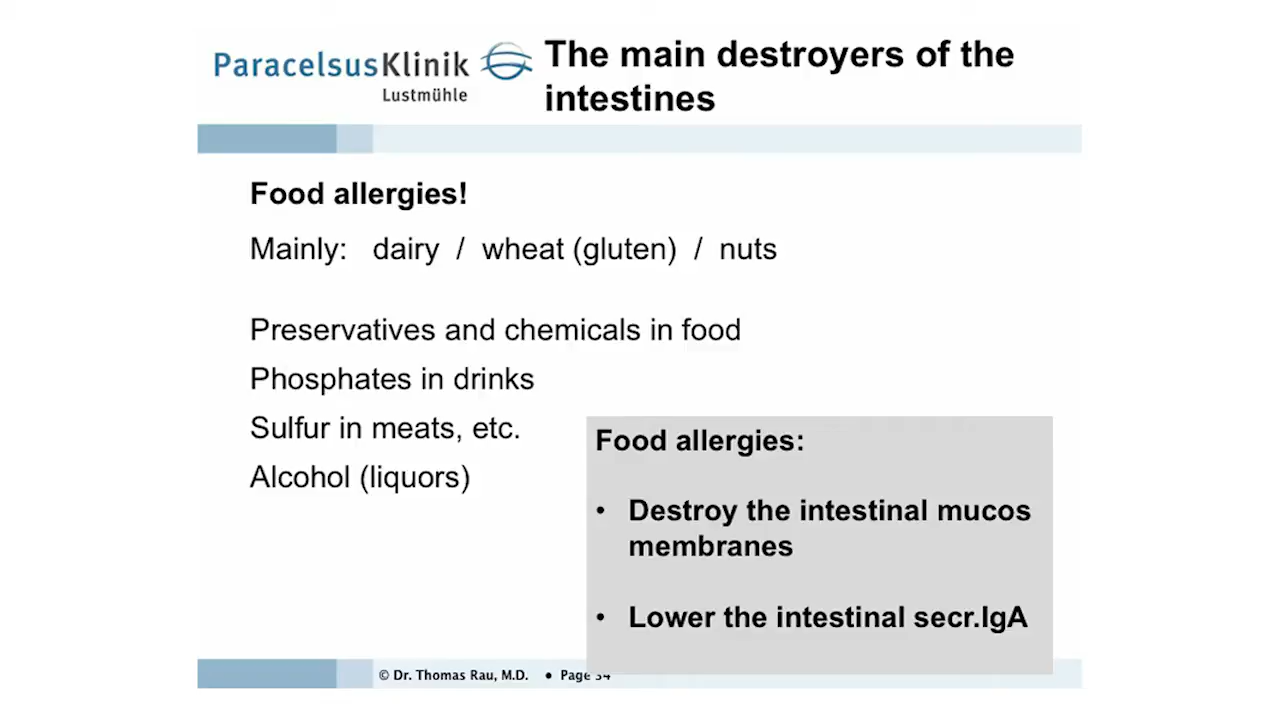 ParacelsusKlinik
Lustmühle
The main destroyers of the
intestines
Food allergies!
Mainly: dairy / wheat (gluten) / nuts
Preservatives and chemicals in food
Phosphates in drinks
Sulfur in meats, etc.
Alcohol (liquors)
Food allergies:
• Destroy the intestinal mucos
membranes
• Lower the intestinal secr.IgA
© Dr. Thomas Rau, M.D. • Page 34